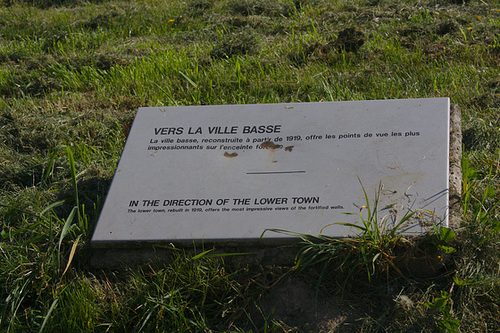 VERS LA VILLE BASSE
La ville basse, reconstruite à partir de 1919, offre les points de vue les plus
impressionnants sur l'enceinte fortifiée.
IN THE DIRECTION OF THE LOWER TOWN
The lower town, rebuilt in 1919, offers the most impressive views of the fortified walls.